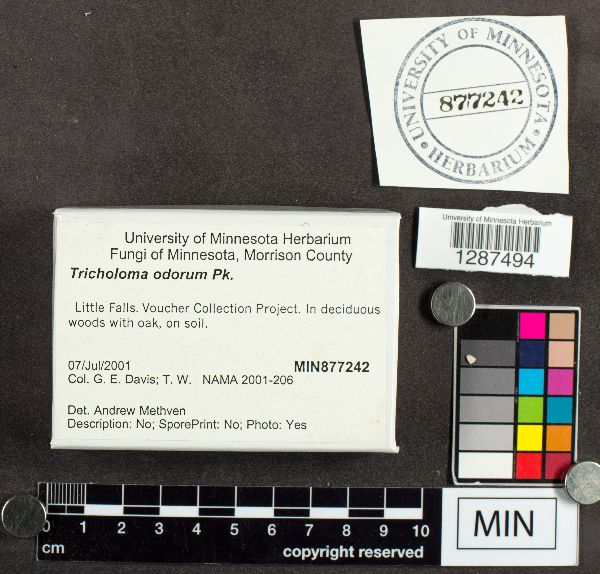 UNIVERSITY OF MINNESOTA
877242
HERBARIUM
University of Minnesota Herbarium
1287494
University of Minnesota Herbarium
Fungi of Minnesota, Morrison County
Tricholoma odorum Pk.
Little Falls. Voucher Collection Project. In deciduous
woods with oak, on soil.
07/Jul/2001 MIN877242
Col. G. E. Davis; T. W. NAMA 2001-206
Det. Andrew Methven
Description: No; SporePrint: No; Photo: Yes
0 1 2 3 4 5 6 7 8 9 10
cm copyright reserved
MIN